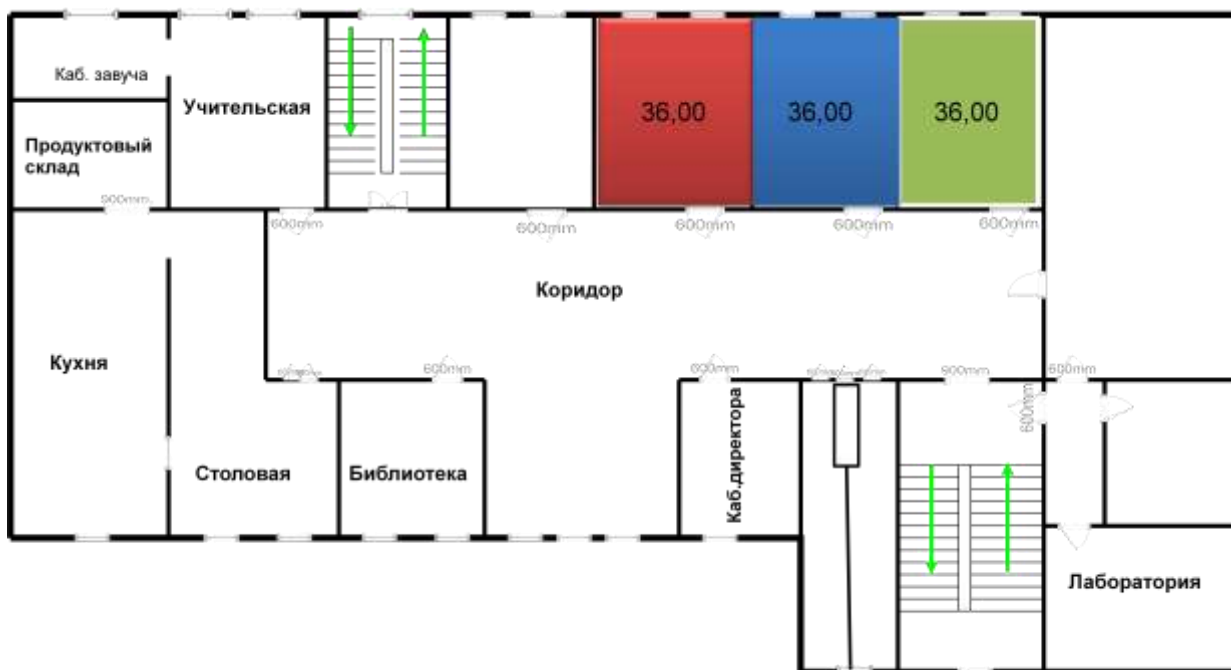 Каб. завуча
Учительская
36,00
36,00
36,00
Продуктовый
склад
900mm
600mm
600mm
600mm
600mm
600mm
Коридор
Кухня
600mm
600mm
900mm
600mm
600mm
Столовая
Библиотека
Каб.директора
Лаборатория